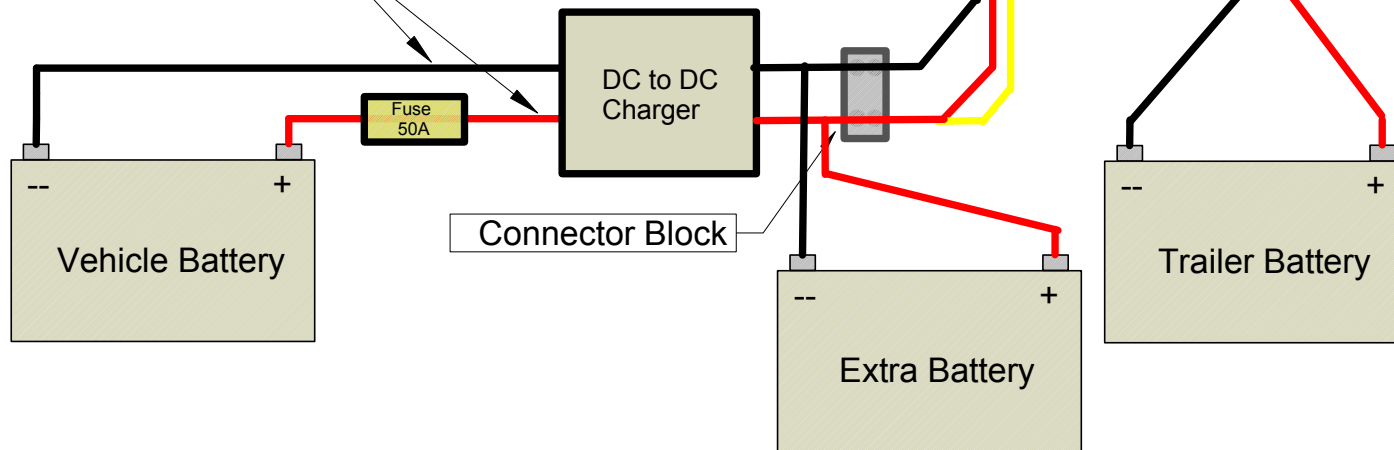 DC to DC
Charger
Fuse
50A
-- +
Vehicle Battery
Connector Block
-- +
Extra Battery
-- +
Trailer Battery